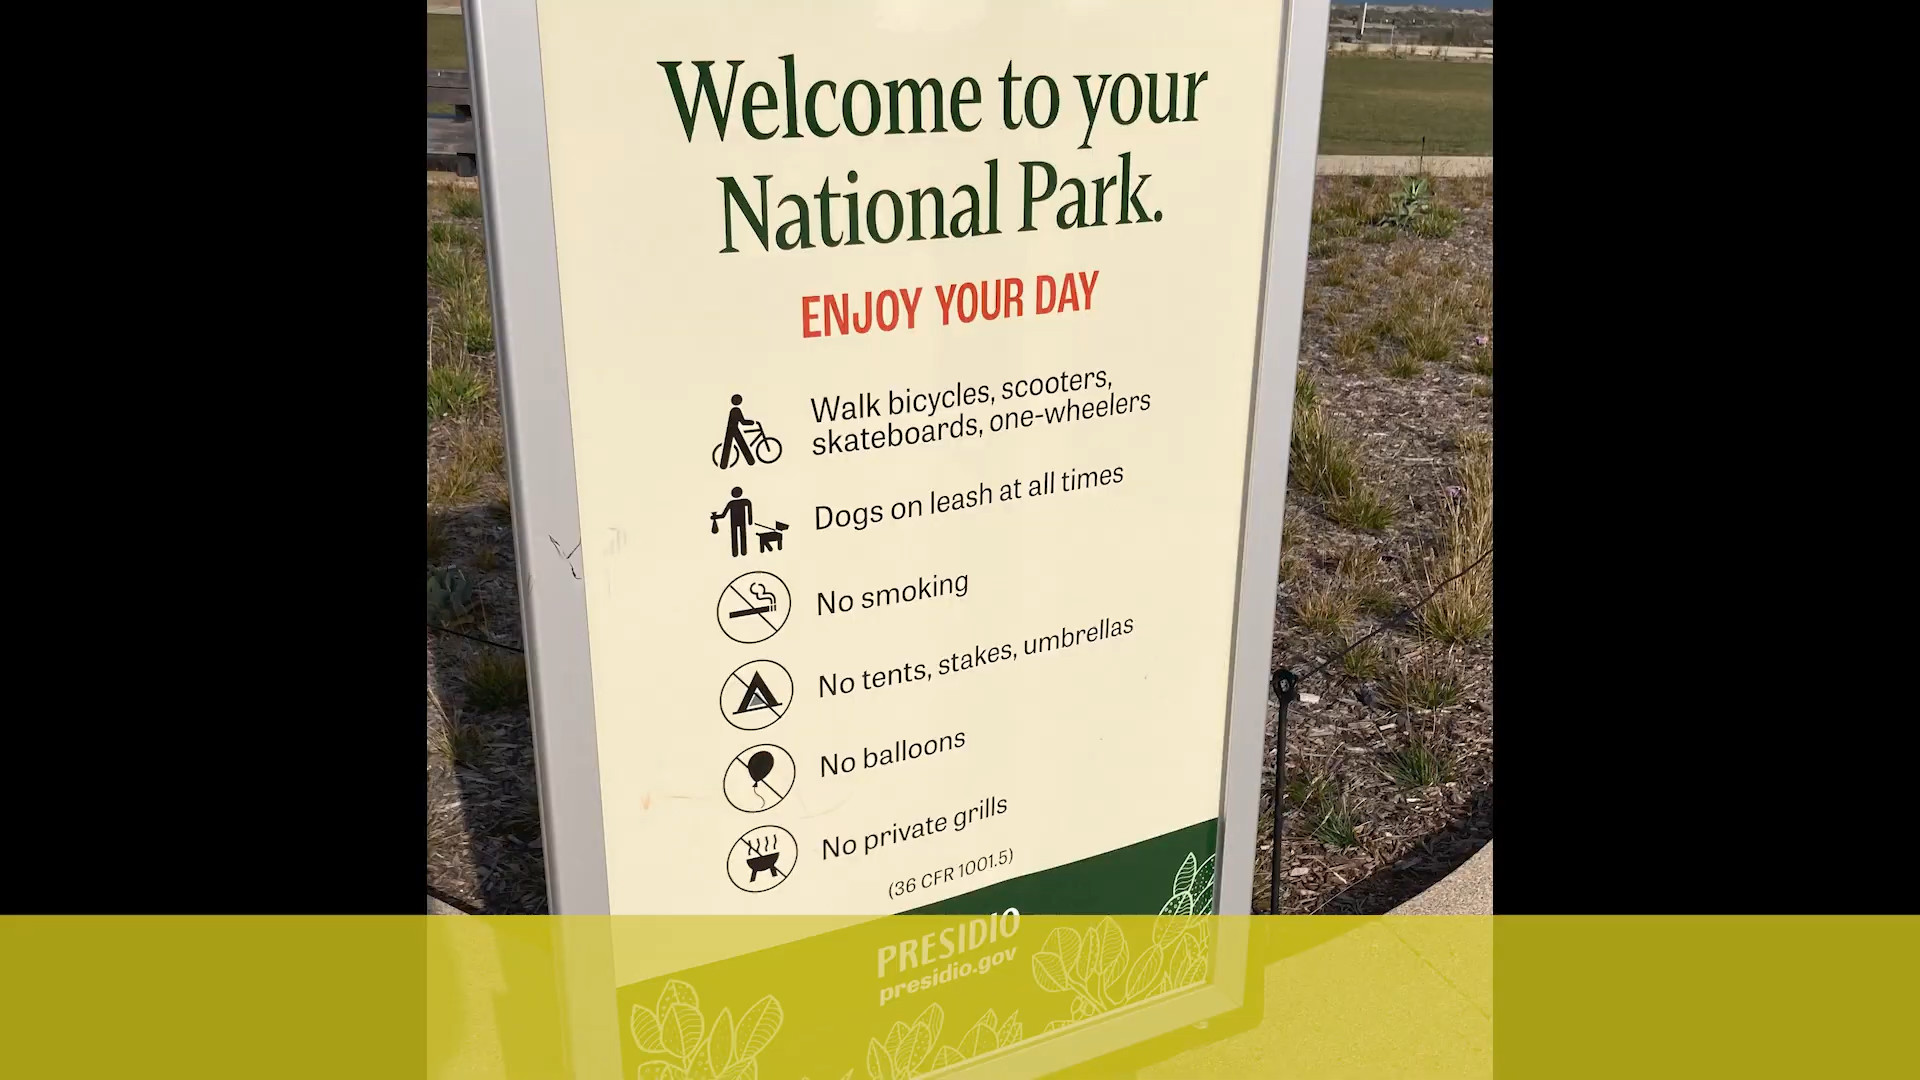 Welcome to your
National Park.
ENJOY YOUR DAY
Walk bicycles, scooters,
skateboards, one-wheelers
Dogs on leash at all times
No smoking
No tents, stakes, umbrellas
No balloons
No private grills
(36 CFR 1001.5)
PRESIDIO
presidio.gov